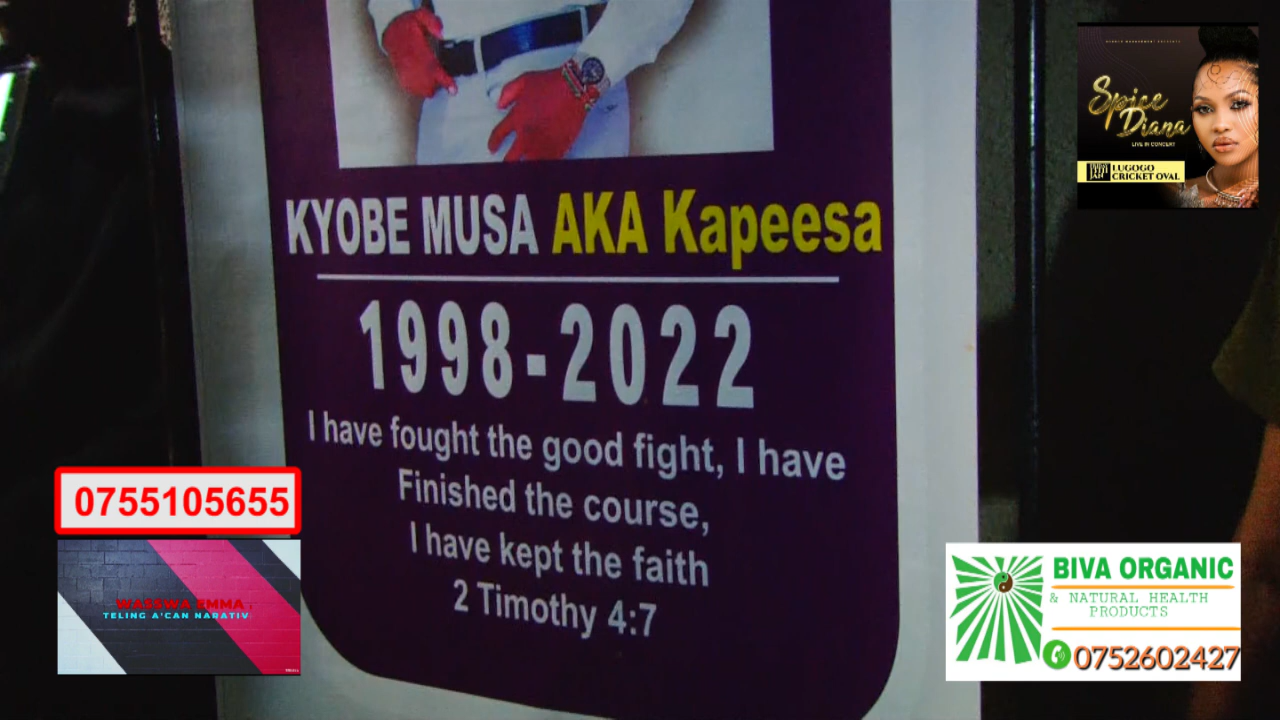 KYOBE MUSA AKA Kapeesa
1998-2022
I have fought the good fight, I have
Finished the course,
I have kept the faith
2 Timothy 4:7
0755105655
WASSWA EMMA
TELING A'CAN NARATIV
Spice
Diana
LIVE IN CONCERT
LUGOGO
CRICKET OVAL
BIVA ORGANIC
& NATURAL HEALTH
PRODUCTS
0752602427